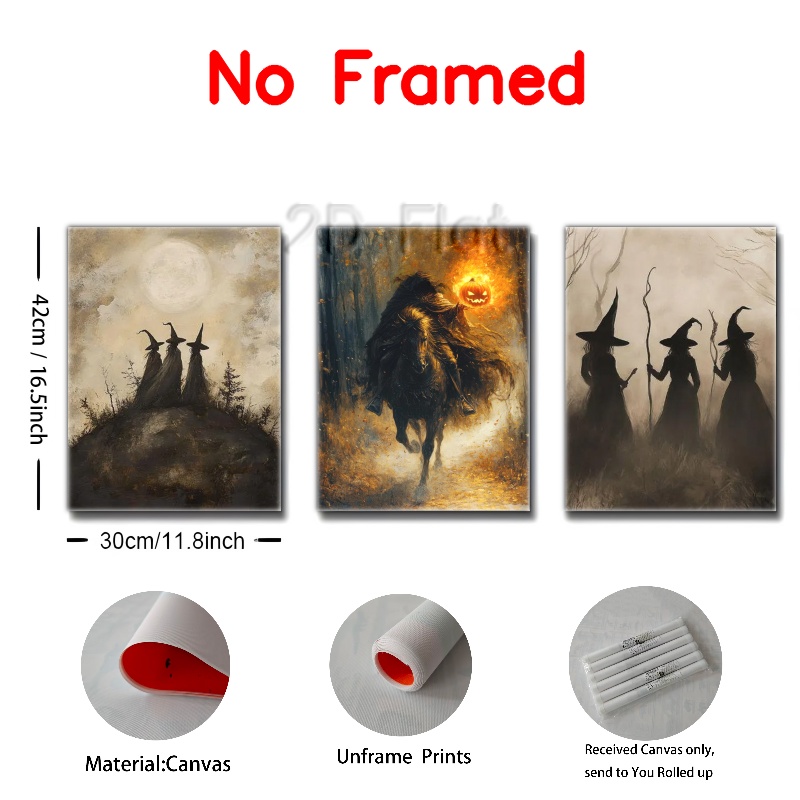 No Framed
2D Flat
42cm / 16.5inch
30cm/11.8inch
Material:Canvas
Unframe Prints
Received Canvas only,
send to You Rolled up